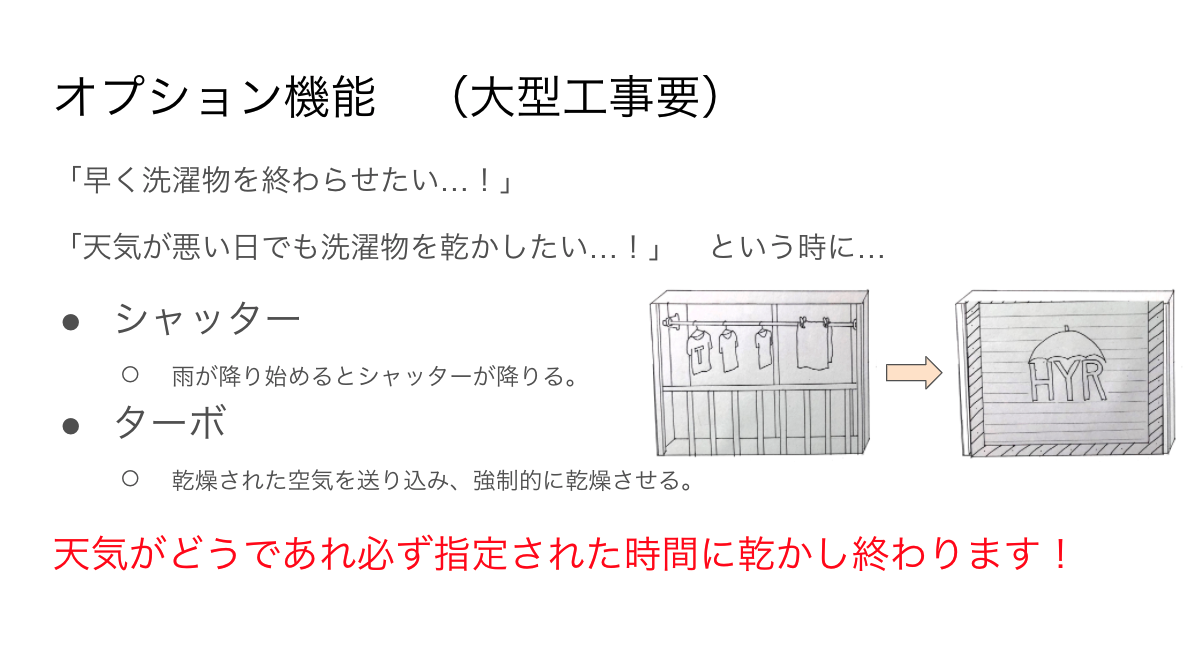 オプション機能　（大型工事要）
「早く洗濯物を終わらせたい…！」
「天気が悪い日でも洗濯物を乾かしたい…！」　という時に…
● シャッター
○ 雨が降り始めるとシャッターが降りる。
● ターボ
○ 乾燥された空気を送り込み、強制的に乾燥させる。
T
HYR
天気がどうであれ必ず指定された時間に乾かし終わります！